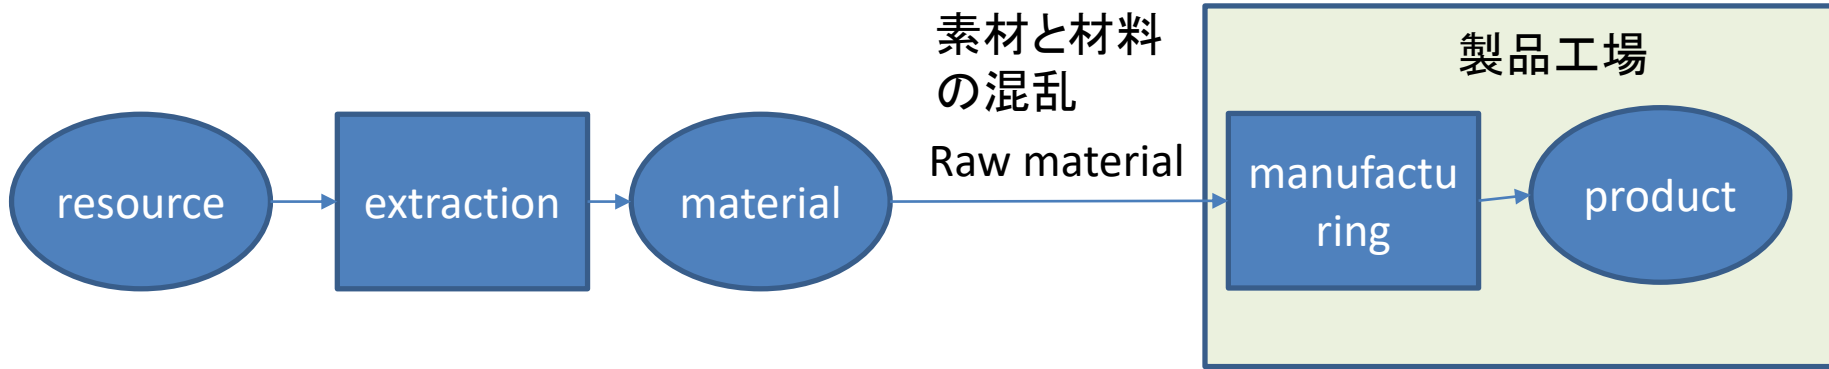 resource
extraction
material
素材と材料
の混乱
Raw material
製品工場
manufactu
ring
product